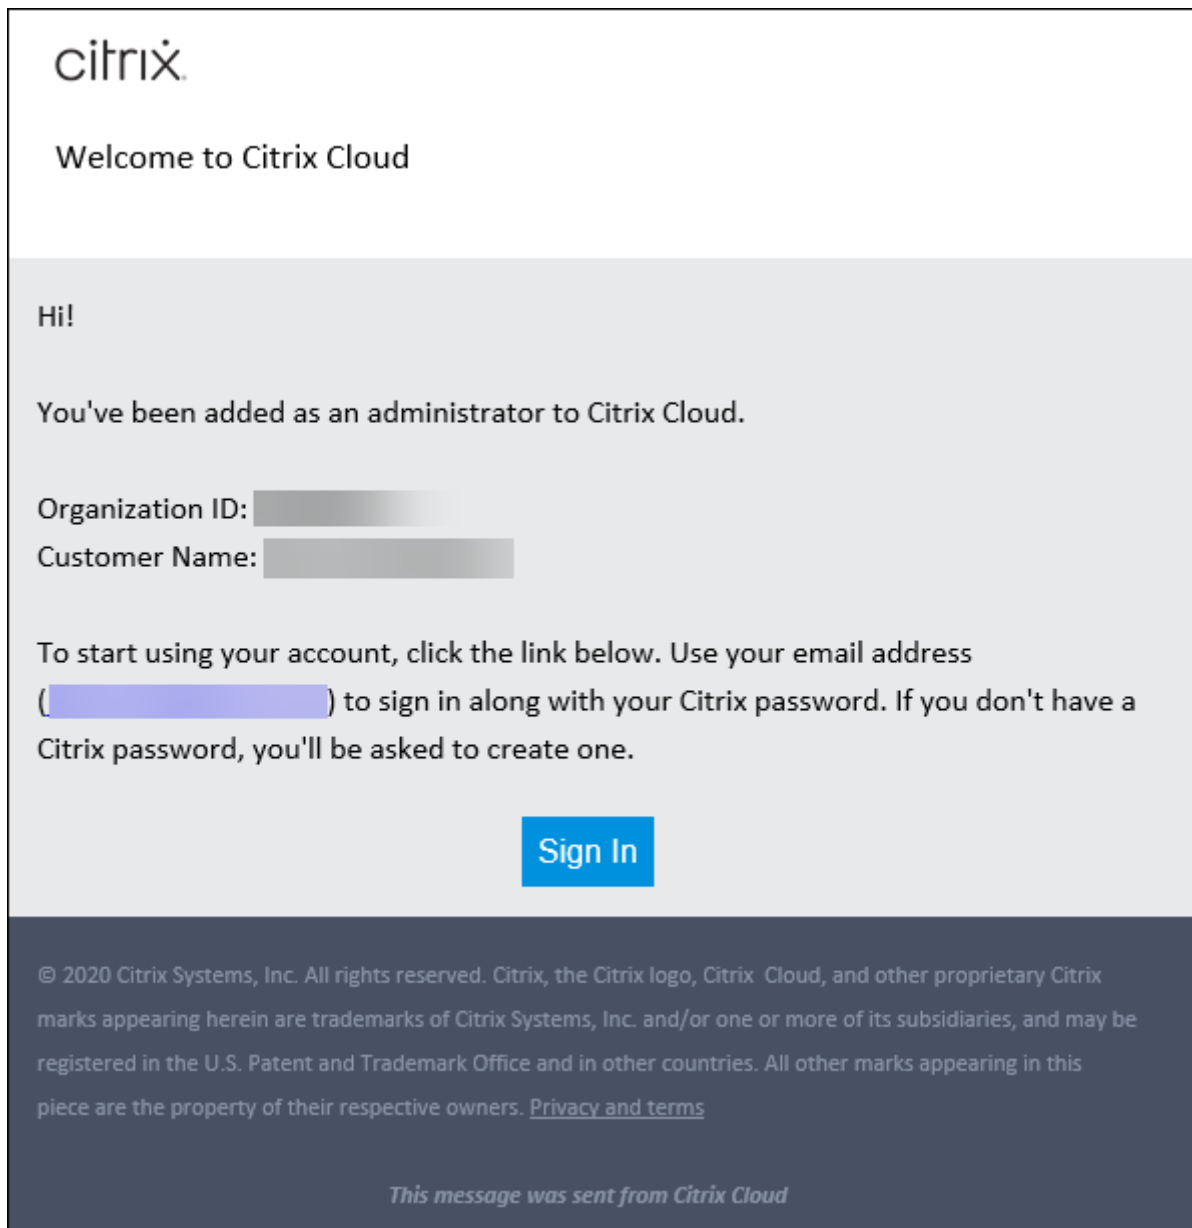 citrix
Welcome to Citrix Cloud
Hi!
You've been added as an administrator to Citrix Cloud.
Organization ID:
Customer Name:
To start using your account, click the link below. Use your email address
( ) to sign in along with your Citrix password. If you don't have a
Citrix password, you'll be asked to create one.
Sign In
© 2020 Citrix Systems, Inc. All rights reserved. Citrix, the Citrix logo, Citrix Cloud, and other proprietary Citrix
marks appearing herein are trademarks of Citrix Systems, Inc. and/or one or more of its subsidiaries, and may be
registered in the U.S. Patent and Trademark Office and in other countries. All other marks appearing in this
piece are the property of their respective owners. Privacy and terms
This message was sent from Citrix Cloud